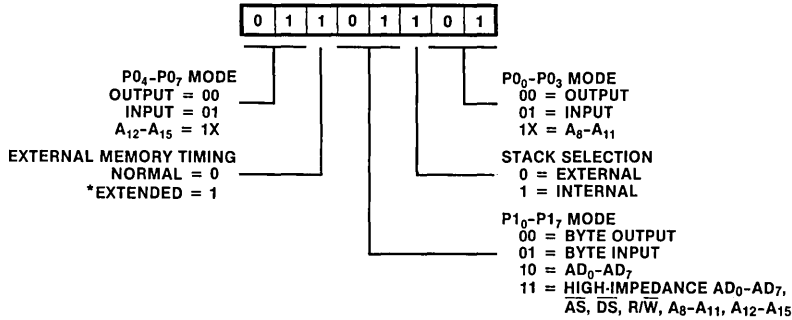 0 1 1 0 1 1 0 1
P0₄-P0₇ MODE
OUTPUT = 00
INPUT = 01
A₁₂-A₁₅ = 1X
EXTERNAL MEMORY TIMING
NORMAL = 0
*EXTENDED = 1
P0₀-P0₃ MODE
00 = OUTPUT
01 = INPUT
1X = A₈-A₁₁
STACK SELECTION
0 = EXTERNAL
1 = INTERNAL
P1₀-P1₇ MODE
00 = BYTE OUTPUT
01 = BYTE INPUT
10 = AD₀-AD₇
11 = HIGH-IMPEDANCE AD₀-AD₇,
A̅S̅, D̅S̅, R/W̅, A₈-A₁₁, A₁₂-A₁₅